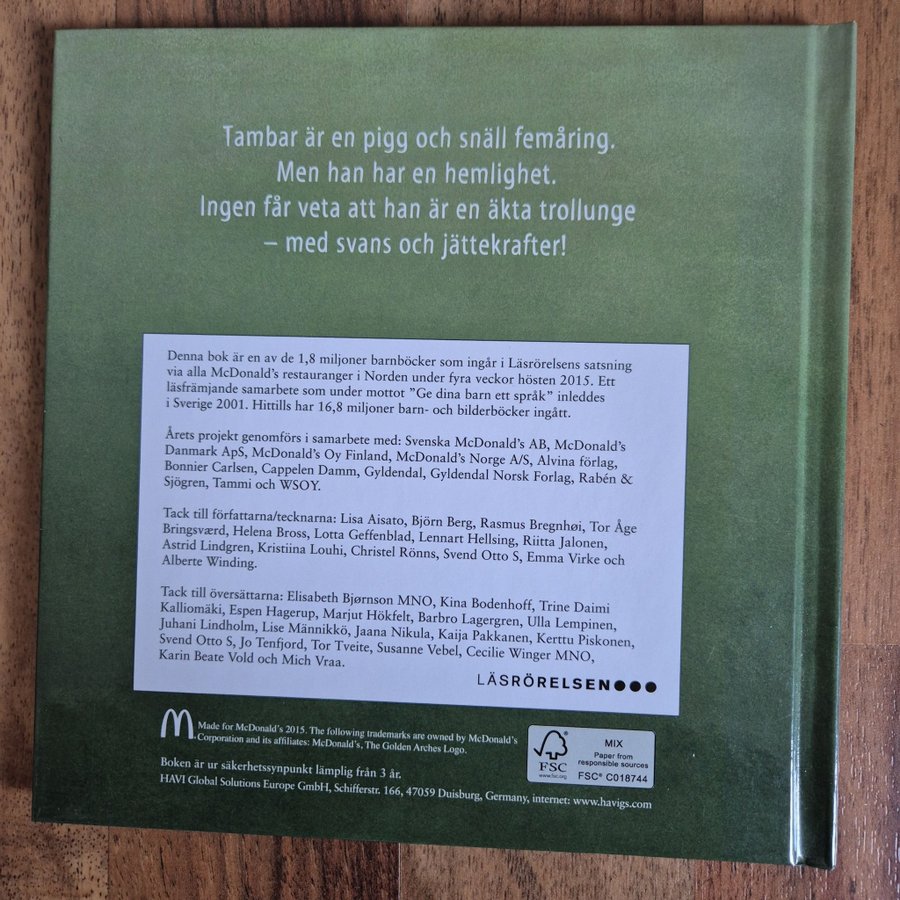 Tambar är en pigg och snäll femåring.
Men han har en hemlighet.
Ingen får veta att han är en äkta trollunge
– med svans och jättekrafter!
Denna bok är en av de 1,8 miljoner barnböcker som ingår i Läsrörelsens satsning
via alla McDonald's restauranger i Norden under fyra veckor hösten 2015. Ett
läsfrämjande samarbete som under mottot ”Ge dina barn ett språk” inleddes
i Sverige 2001. Hittills har 16,8 miljoner barn- och bilderböcker ingått.
Årets projekt genomförs i samarbete med: Svenska McDonald's AB, McDonald's
Danmark ApS, McDonald's Oy Finland, McDonald's Norge A/S, Alvina förlag,
Bonnier Carlsen, Cappelen Damm, Gyldendal, Gyldendal Norsk Forlag, Rabén &
Sjögren, Tammi och WSOY.
Tack till författarna/tecknarna: Lisa Aisato, Björn Berg, Rasmus Bregnhøi, Tor Åge
Bringsværd, Helena Bross, Lotta Geffenblad, Lennart Hellsing, Riitta Jalonen,
Astrid Lindgren, Kristiina Louhi, Christel Rönns, Svend Otto S, Emma Virke och
Alberte Winding.
Tack till översättarna: Elisabeth Bjørnson MNO, Kina Bodenhoff, Trine Daimi
Kalliomäki, Espen Hagerup, Marjut Hökfelt, Barbro Lagergren, Ulla Lempinen,
Juhani Lindholm, Lise Männikkö, Jaana Nikula, Kaija Pakkanen, Kerttu Piskonen,
Svend Otto S, Jo Tenfjord, Tor Tveite, Susanne Vebel, Cecilie Winger MNO,
Karin Beate Vold och Mich Vraa.
LÄSRÖRELSEN●●●
Made for McDonald's 2015. The following trademarks are owned by McDonald's
Corporation and its affiliates: McDonald's, The Golden Arches Logo.
Boken är ur säkerhetssynpunkt lämplig från 3 år.
HAVI Global Solutions Europe GmbH, Schifferstr. 166, 47059 Duisburg, Germany, internet: www.havigs.com
FSC
www.fsc.org
MIX
Paper from
responsible sources
FSC® C018744